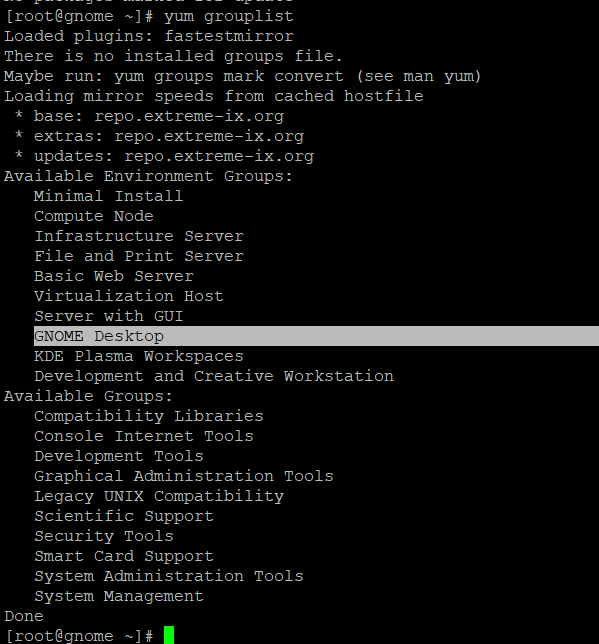 [root@gnome ~]# yum grouplist
Loaded plugins: fastestmirror
There is no installed groups file.
Maybe run: yum groups mark convert (see man yum)
Loading mirror speeds from cached hostfile
 * base: repo.extreme-ix.org
 * extras: repo.extreme-ix.org
 * updates: repo.extreme-ix.org
Available Environment Groups:
   Minimal Install
   Compute Node
   Infrastructure Server
   File and Print Server
   Basic Web Server
   Virtualization Host
   Server with GUI
   GNOME Desktop
   KDE Plasma Workspaces
   Development and Creative Workstation
Available Groups:
   Compatibility Libraries
   Console Internet Tools
   Development Tools
   Graphical Administration Tools
   Legacy UNIX Compatibility
   Scientific Support
   Security Tools
   Smart Card Support
   System Administration Tools
   System Management
Done
[root@gnome ~]#